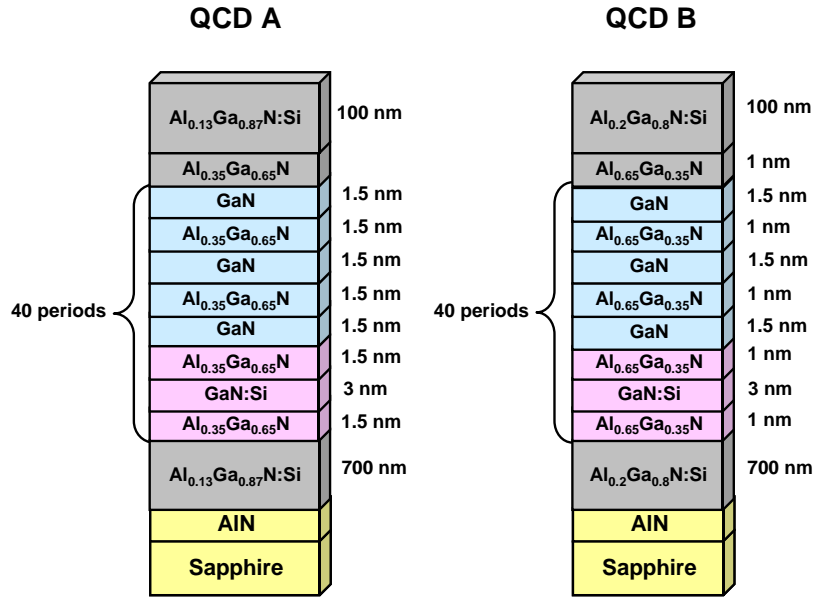 QCD A
Al0.13Ga0.87N:Si 100 nm
Al0.35Ga0.65N
GaN 1.5 nm
Al0.35Ga0.65N 1.5 nm
GaN 1.5 nm
Al0.35Ga0.65N 1.5 nm
GaN 1.5 nm
Al0.35Ga0.65N 1.5 nm
GaN:Si 3 nm
Al0.35Ga0.65N 1.5 nm
40 periods
Al0.13Ga0.87N:Si 700 nm
AlN
Sapphire
QCD B
Al0.2Ga0.8N:Si 100 nm
Al0.65Ga0.35N 1 nm
GaN 1.5 nm
Al0.65Ga0.35N 1 nm
GaN 1.5 nm
Al0.65Ga0.35N 1 nm
GaN 1.5 nm
Al0.65Ga0.35N 1 nm
GaN:Si 3 nm
Al0.65Ga0.35N 1 nm
40 periods
Al0.2Ga0.8N:Si 700 nm
AlN
Sapphire